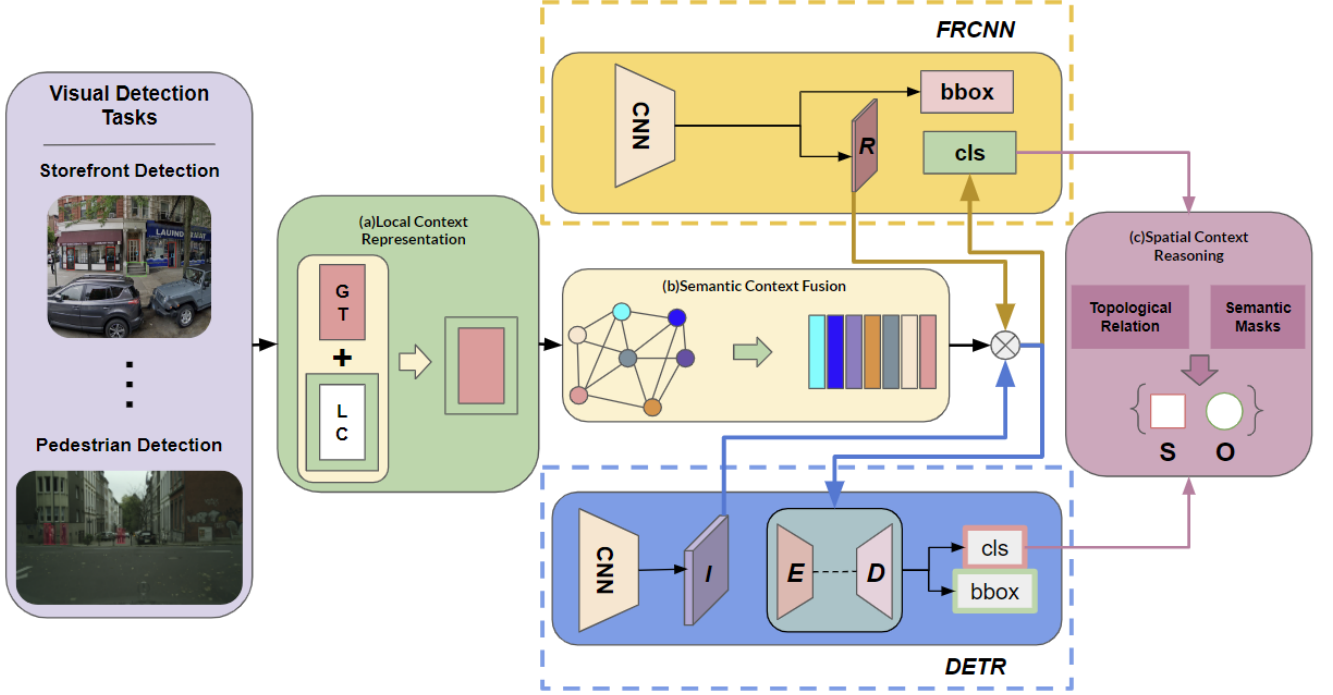 Visual Detection
Tasks
Storefront Detection
LAUND
Pedestrian Detection
(a)Local Context
Representation
G
T
+
L
C
FRCNN
CNN
R
bbox
cls
(b)Semantic Context Fusion
(c)Spatial Context
Reasoning
Topological
Relation
Semantic
Masks
{ }
S
O
CNN
I
E
D
cls
bbox
DETR